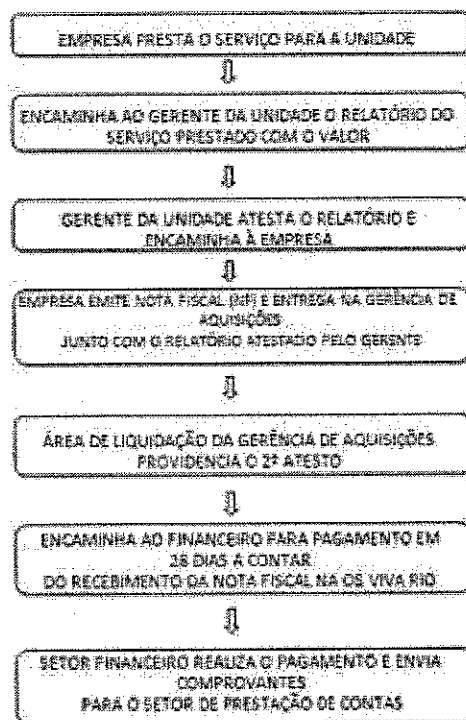 EMPRESA PRESTA O SERVIÇO PARA A UNIDADE
ENCAMINHA AO GERENTE DA UNIDADE O RELATÓRIO DO
SERVIÇO PRESTADO COM O VALOR
GERENTE DA UNIDADE ATESTA O RELATÓRIO E
ENCAMINHA À EMPRESA
EMPRESA EMITE NOTA FISCAL (NF) E ENTREGA NA GERÊNCIA DE
AQUISIÇÕES
JUNTO COM O RELATÓRIO ATESTADO PELO GERENTE
ÁREA DE LIQUIDAÇÃO DA GERÊNCIA DE AQUISIÇÕES
PROVIDENCIA O 2º ATESTO
ENCAMINHA AO FINANCEIRO PARA PAGAMENTO EM
28 DIAS A CONTAR
DO RECEBIMENTO DA NOTA FISCAL NA OS VIVA RIO
SETOR FINANCEIRO REALIZA O PAGAMENTO E ENVIA
COMPROVANTES
PARA O SETOR DE PRESTAÇÃO DE CONTAS